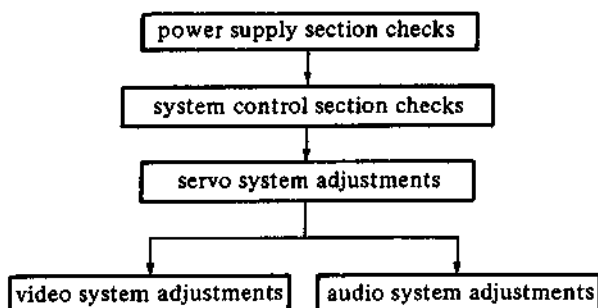 power supply section checks
system control section checks
servo system adjustments
video system adjustments
audio system adjustments